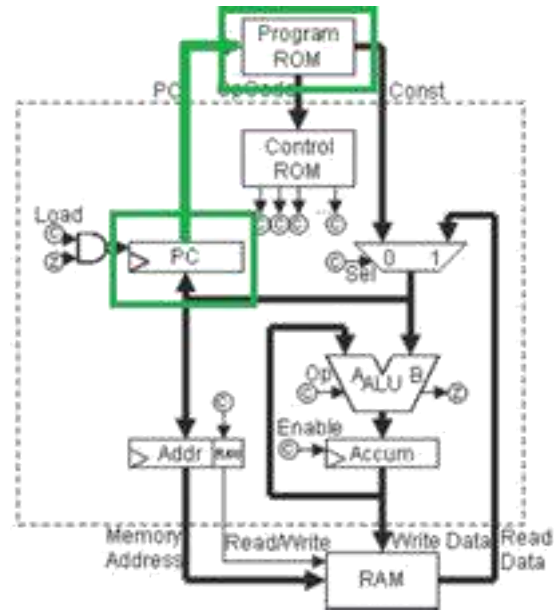 Program
ROM
PC
OpCode
Const
Control
ROM
C
C
C
...
C
Load
C
Z
PC
0
1
C
Sel
Op
C
A
ALU
B
Z
C
Enable
C
Addr
Accum
Memory
Address
Read/Write
Write Data
Read
Data
RAM